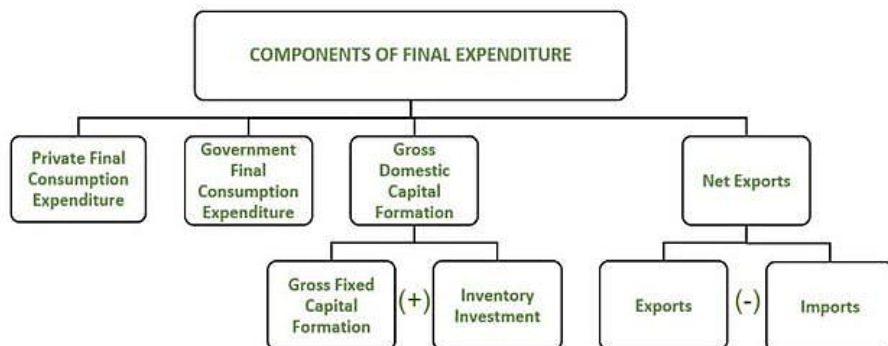 COMPONENTS OF FINAL EXPENDITURE
Private Final
Consumption
Expenditure
Government
Final
Consumption
Expenditure
Gross
Domestic
Capital
Formation
Net Exports
Gross Fixed
Capital
Formation
(+)
Inventory
Investment
Exports
(-)
Imports